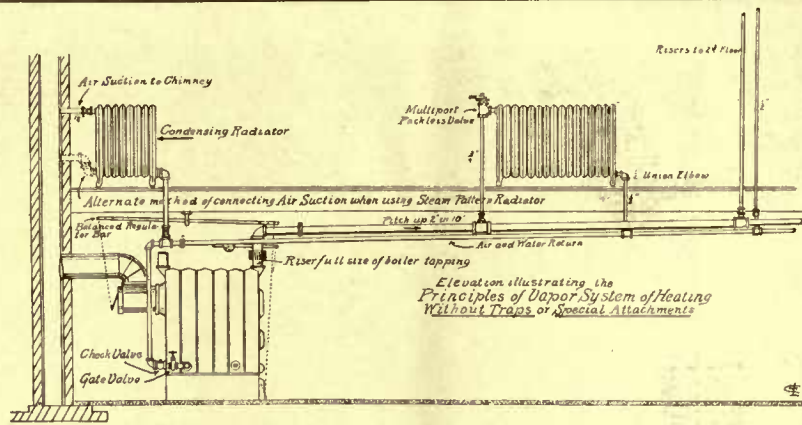 Risers to 2d Floor
Air Suction to Chimney
Multiport
Packless Valve
Condensing Radiator
Union Elbow
Alternate method of connecting Air Suction when using Steam Pattern Radiator
Balanced Regula-
tor Bar
Pitch up ½" in 10'
Air and Water Return
Riser full size of boiler tapping
Elevation illustrating the
Principles of Vapor System of Heating
Without Traps or Special Attachments
Check Valve
Gate Valve